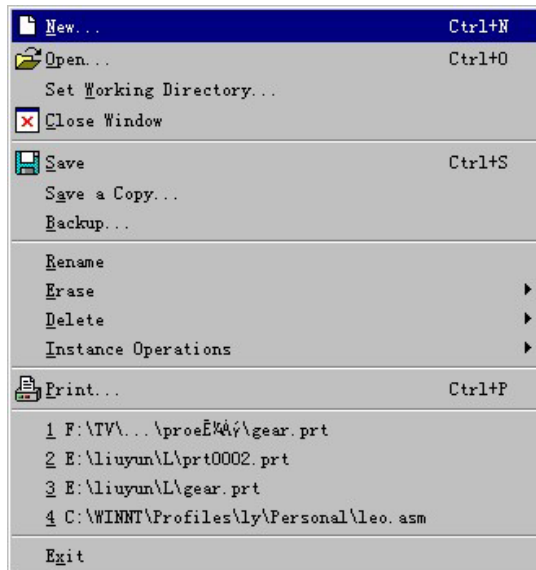 New... Ctrl+N
Open... Ctrl+O
Set Working Directory...
Close Window
Save Ctrl+S
Save a Copy...
Backup...
Rename
Erase
Delete
Instance Operations
Print... Ctrl+P
1 F:\TV\...\proeĒ¾Áý\gear.prt
2 E:\liuyun\L\prt0002.prt
3 E:\liuyun\L\gear.prt
4 C:\WINNT\Profiles\ly\Personal\leo.asm
Exit